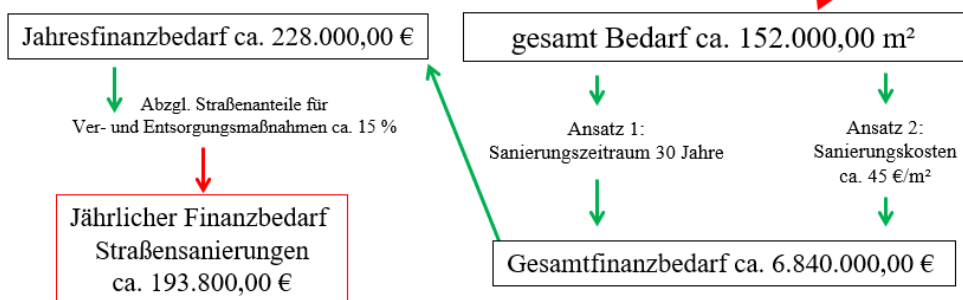 Jahresfinanzbedarf ca. 228.000,00 €
gesamt Bedarf ca. 152.000,00 m²
Abzgl. Straßenanteile für
Ver- und Entsorgungsmaßnahmen ca. 15 %
Ansatz 1:
Sanierungszeitraum 30 Jahre
Ansatz 2:
Sanierungskosten
ca. 45 €/m²
Jährlicher Finanzbedarf
Straßensanierungen
ca. 193.800,00 €
Gesamtfinanzbedarf ca. 6.840.000,00 €